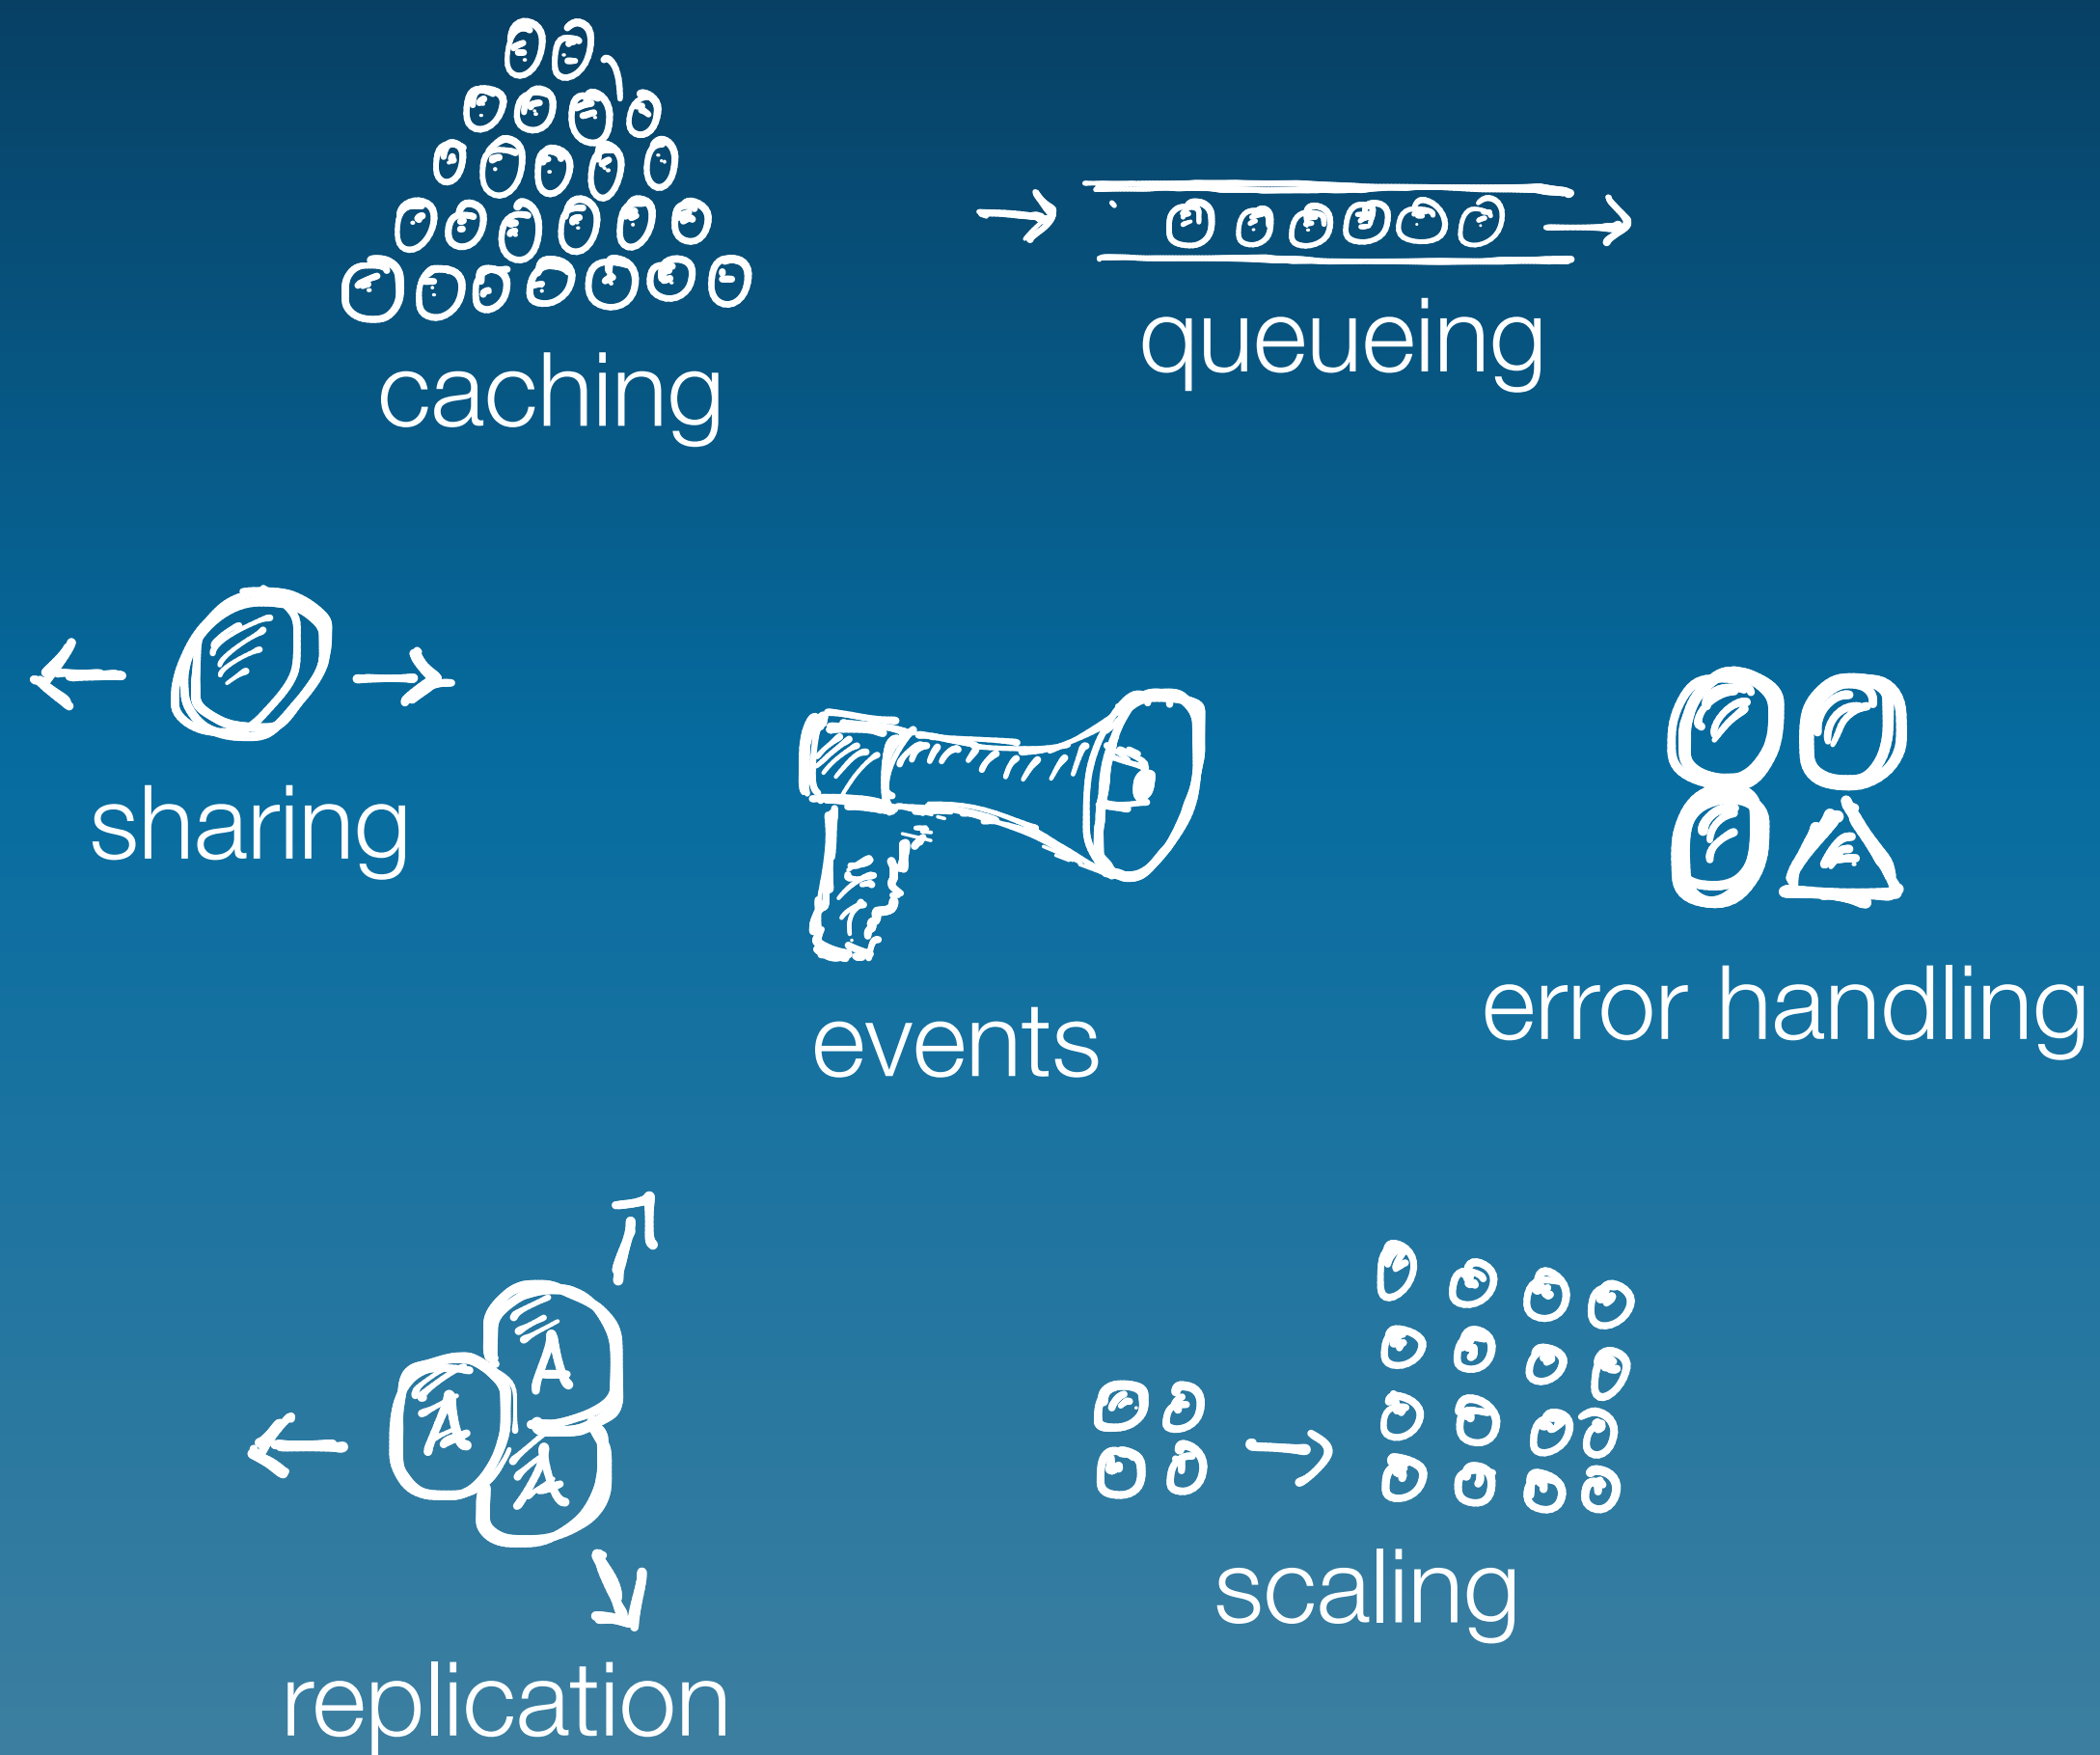 caching
queueing
sharing
events
error handling
A
A
A
replication
scaling